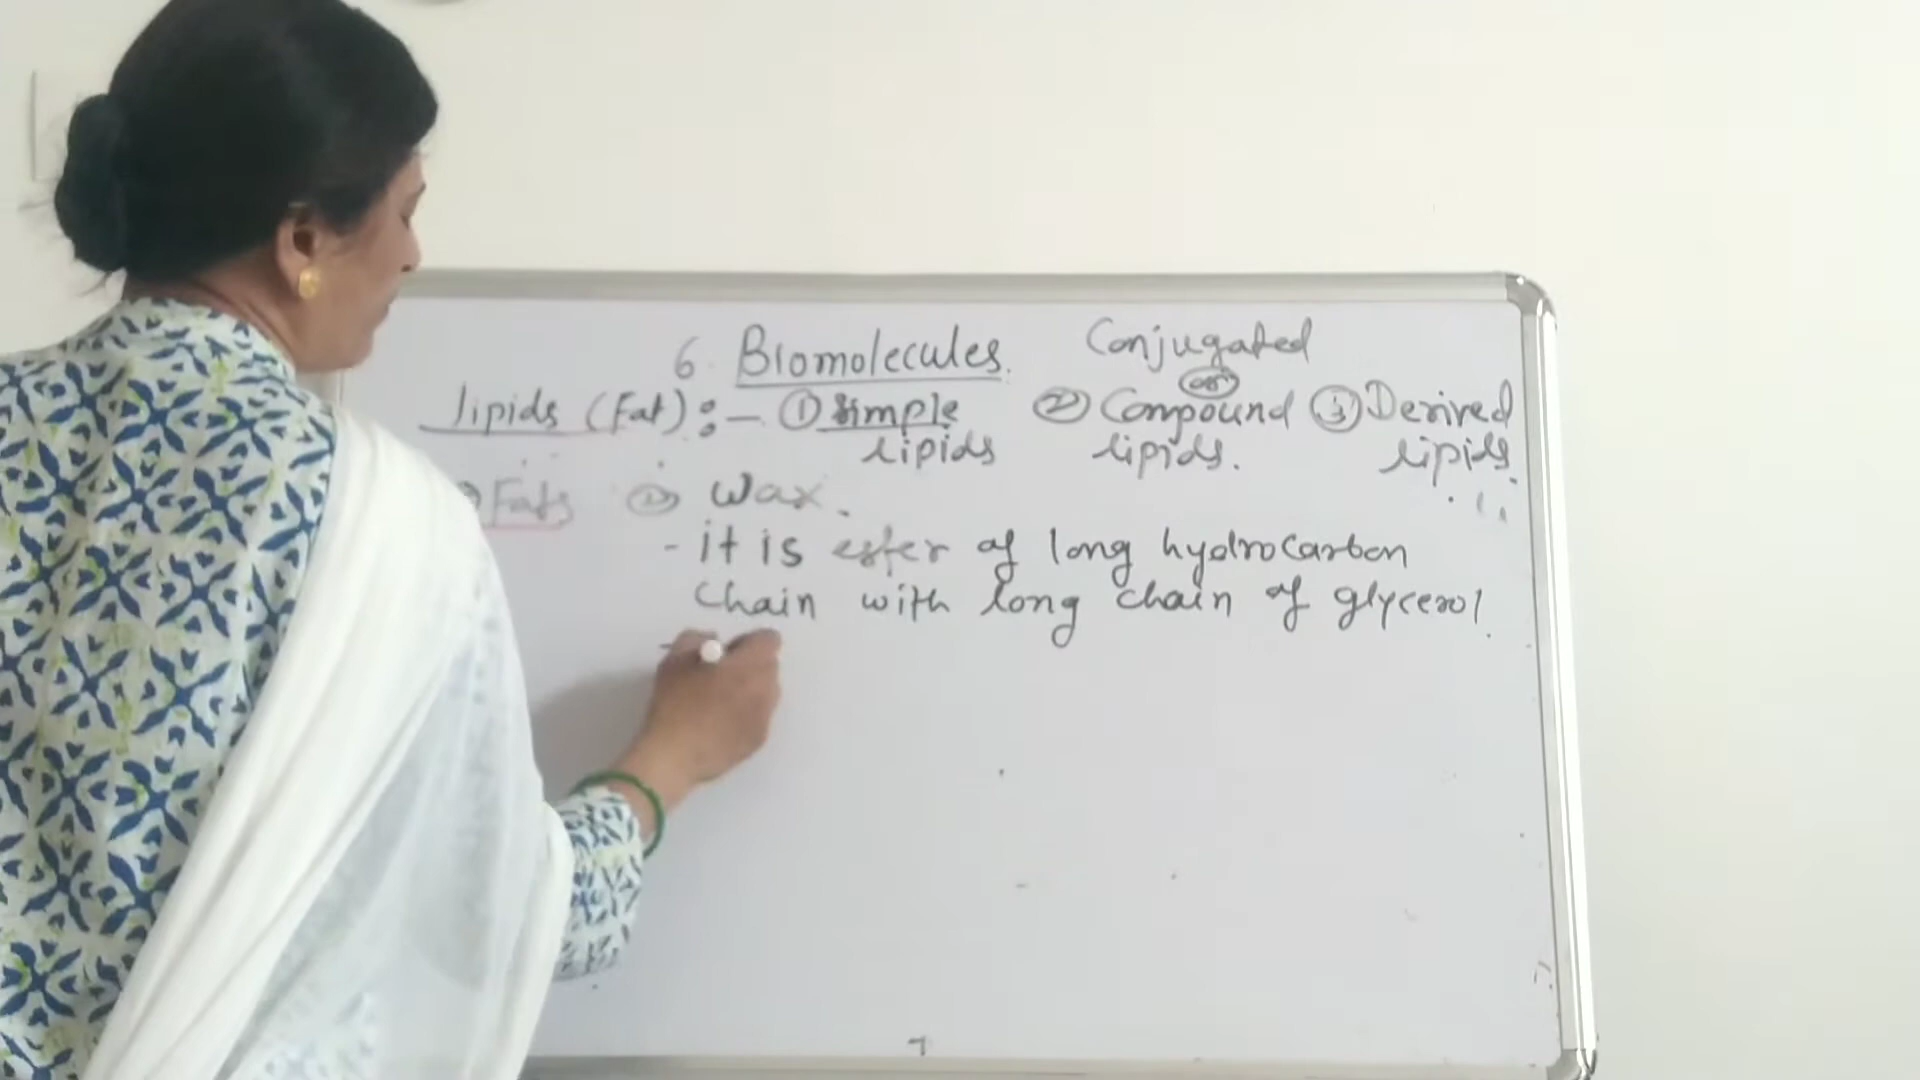 6. Biomolecules. Conjugated
or
lipids (Fat) :- ① Simple ② Compound ③ Derived
lipids lipids. lipids
Fats ② Wax.
- it is ester of long hydrocarbon
Chain with long chain of glycerol.